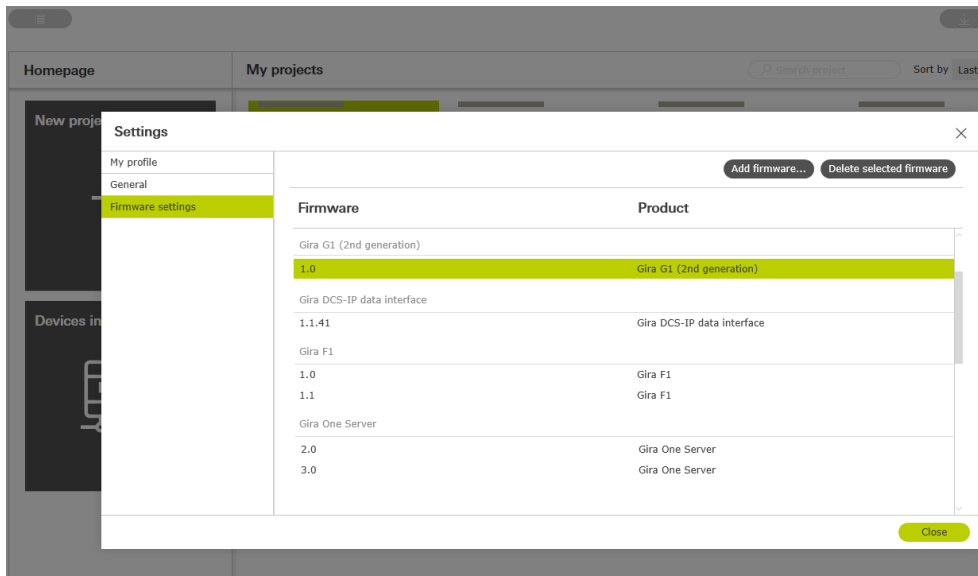 Homepage
My projects
Search project
Sort by Last
New proje
Settings
My profile
General
Firmware settings
Add firmware...
Delete selected firmware
Firmware Product
Gira G1 (2nd generation)
1.0 Gira G1 (2nd generation)
Gira DCS-IP data interface
1.1.41 Gira DCS-IP data interface
Gira F1
1.0 Gira F1
1.1 Gira F1
Gira One Server
2.0 Gira One Server
3.0 Gira One Server
Devices in
Close